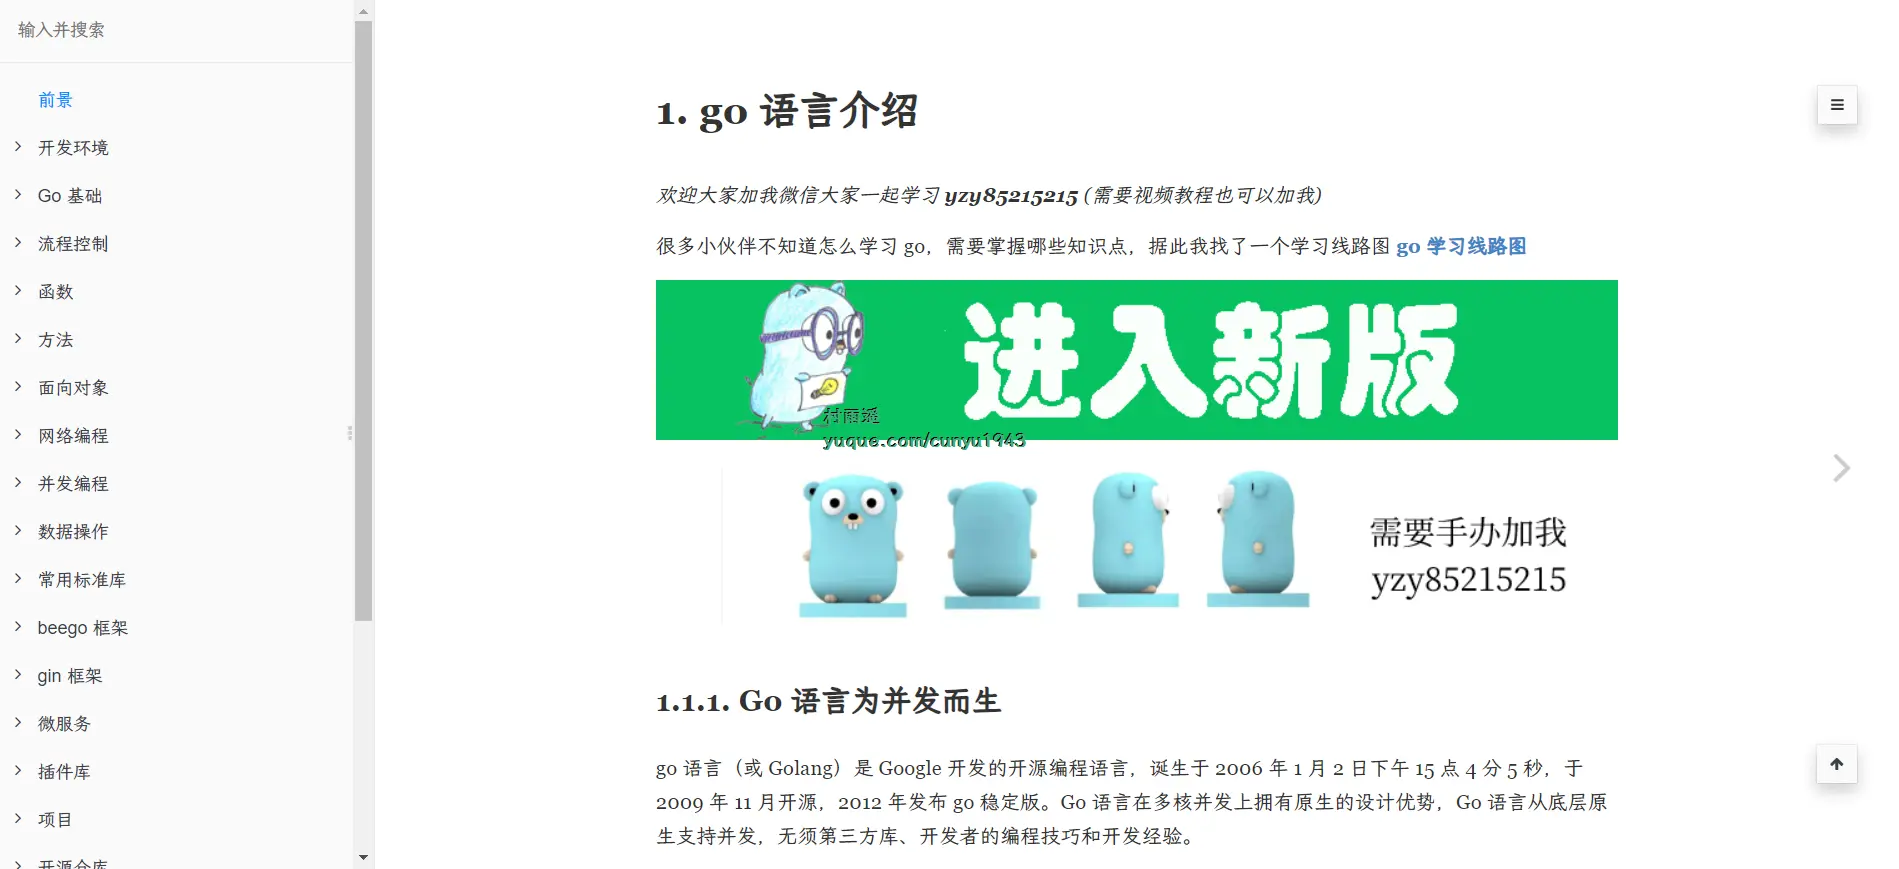 输入并搜索
前景
开发环境
Go 基础
流程控制
函数
方法
面向对象
网络编程
并发编程
数据操作
常用标准库
beego 框架
gin 框架
微服务
插件库
项目
开源仓库
1. go 语言介绍
欢迎大家加我微信大家一起学习 yzy85215215 (需要视频教程也可以加我)
很多小伙伴不知道怎么学习 go，需要掌握哪些知识点，据此我找了一个学习线路图 go 学习线路图
进入新版
村雨遥
yuque.com/cunyu1943
需要手办加我
yzy85215215
1.1.1. Go 语言为并发而生
go 语言（或 Golang）是 Google 开发的开源编程语言，诞生于 2006 年 1 月 2 日下午 15 点 4 分 5 秒，于
2009 年 11 月开源，2012 年发布 go 稳定版。Go 语言在多核并发上拥有原生的设计优势，Go 语言从底层原
生支持并发，无须第三方库、开发者的编程技巧和开发经验。